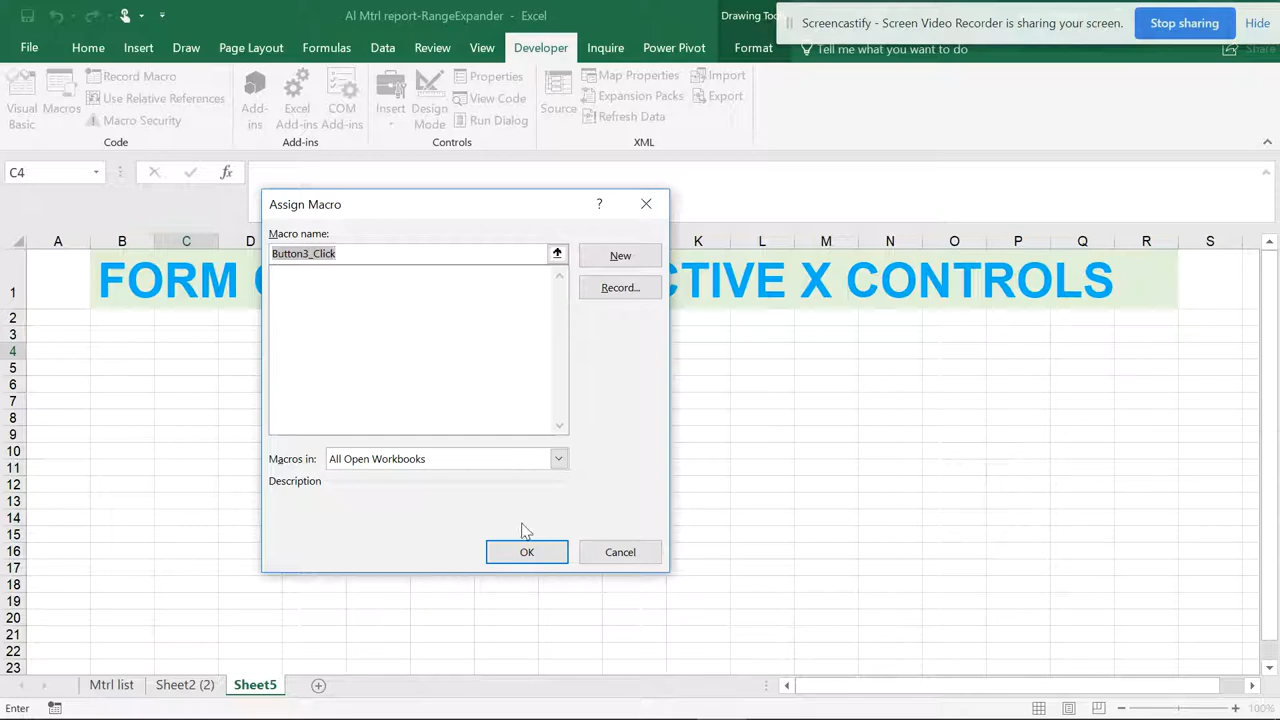 Al Mtrl report-RangeExpander - Excel
Drawing Too
Screencastify - Screen Video Recorder is sharing your screen.
Stop sharing
Hide
File
Home
Insert
Draw
Page Layout
Formulas
Data
Review
View
Developer
Inquire
Power Pivot
Format
Tell me what you want to do
Share
Visual Basic
Macros
Record Macro
Use Relative References
Macro Security
Code
Add-ins
Excel Add-ins
COM Add-ins
Add-ins
Insert
Design Mode
Properties
View Code
Run Dialog
Controls
Source
Map Properties
Expansion Packs
Refresh Data
Import
Export
XML
C4
fx
A B C D K L M N O P Q R S
FORM C
CTIVE X CONTROLS
1
2
3
4
5
6
7
8
9
10
11
12
13
14
15
16
17
18
19
20
21
22
23
Assign Macro
?
Macro name:
Button3_Click
New
Record...
Macros in:
All Open Workbooks
Description
OK
Cancel
Mtrl list
Sheet2 (2)
Sheet5
Enter
100%